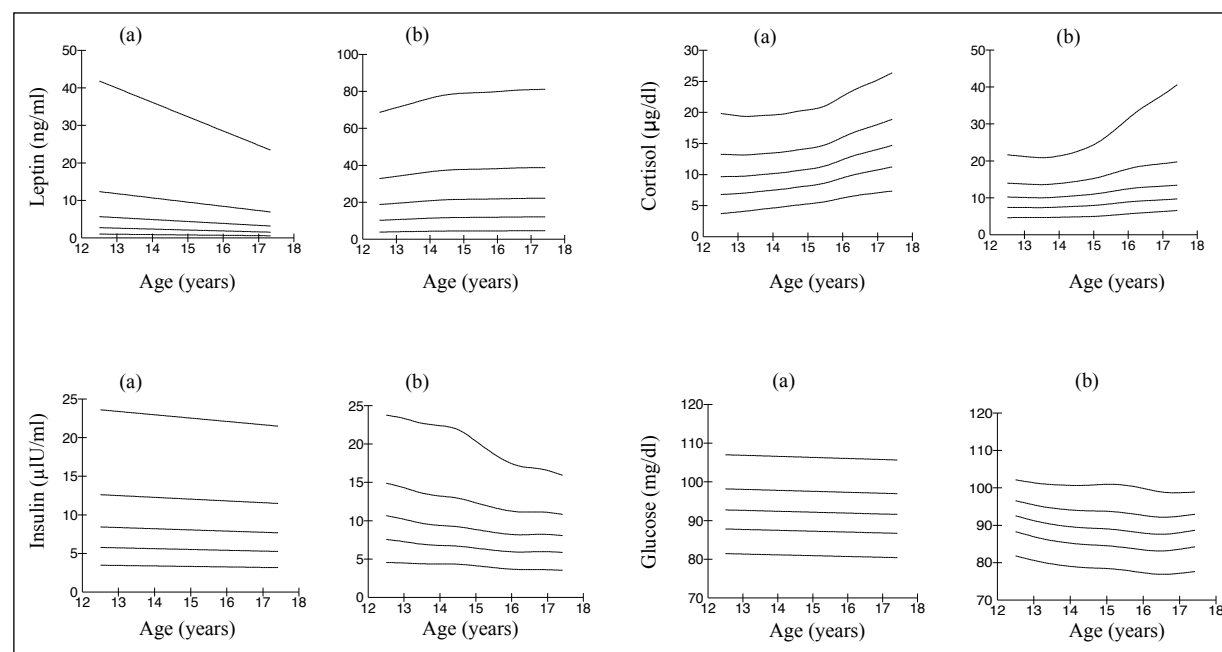 (a)
Leptin (ng/ml)
50
40
30
20
10
0
12 13 14 15 16 17 18
Age (years)
(b)
100
80
60
40
20
0
12 13 14 15 16 17 18
Age (years)
(a)
Cortisol (µg/dl)
30
25
20
15
10
5
0
12 13 14 15 16 17 18
Age (years)
(b)
50
40
30
20
10
0
12 13 14 15 16 17 18
Age (years)
(a)
Insulin (µIU/ml)
25
20
15
10
5
0
12 13 14 15 16 17 18
Age (years)
(b)
25
20
15
10
5
0
12 13 14 15 16 17 18
Age (years)
(a)
Glucose (mg/dl)
120
110
100
90
80
70
12 13 14 15 16 17 18
Age (years)
(b)
120
110
100
90
80
70
12 13 14 15 16 17 18
Age (years)